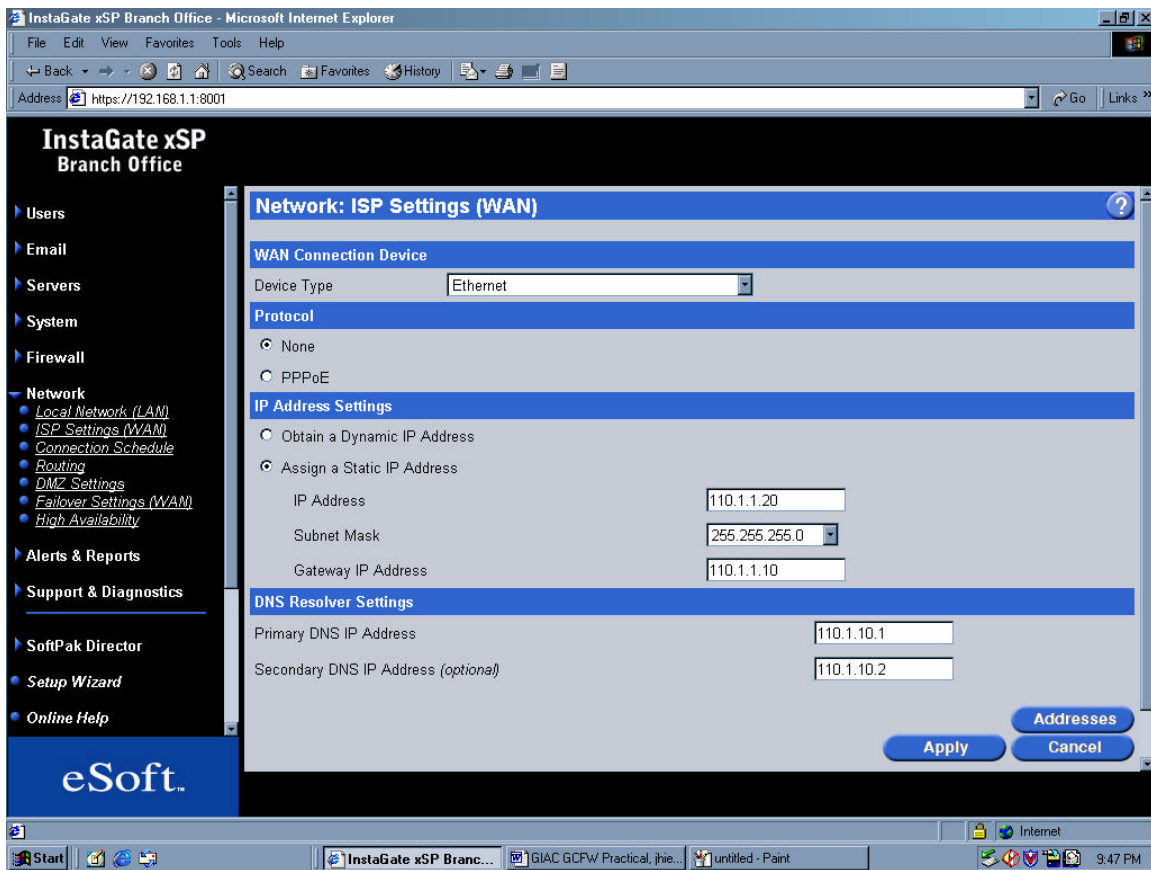 InstaGate xSP Branch Office - Microsoft Internet Explorer
File Edit View Favorites Tools Help
Back Search Favorites History
Address https://192.168.1.1:8001 Go Links »
InstaGate xSP
Branch Office
Users
Email
Servers
System
Firewall
Network
Local Network (LAN)
ISP Settings (WAN)
Connection Schedule
Routing
DMZ Settings
Failover Settings (WAN)
High Availability
Alerts & Reports
Support & Diagnostics
SoftPak Director
Setup Wizard
Online Help
eSoft™
Network: ISP Settings (WAN) ?
WAN Connection Device
Device Type Ethernet
Protocol
None
PPPoE
IP Address Settings
Obtain a Dynamic IP Address
Assign a Static IP Address
IP Address 110.1.1.20
Subnet Mask 255.255.255.0
Gateway IP Address 110.1.1.10
DNS Resolver Settings
Primary DNS IP Address 110.1.10.1
Secondary DNS IP Address (optional) 110.1.10.2
Addresses
Apply Cancel
Internet
Start InstaGate xSP Branc... GIAC GCFW Practical, jhie... untitled - Paint 9:47 PM